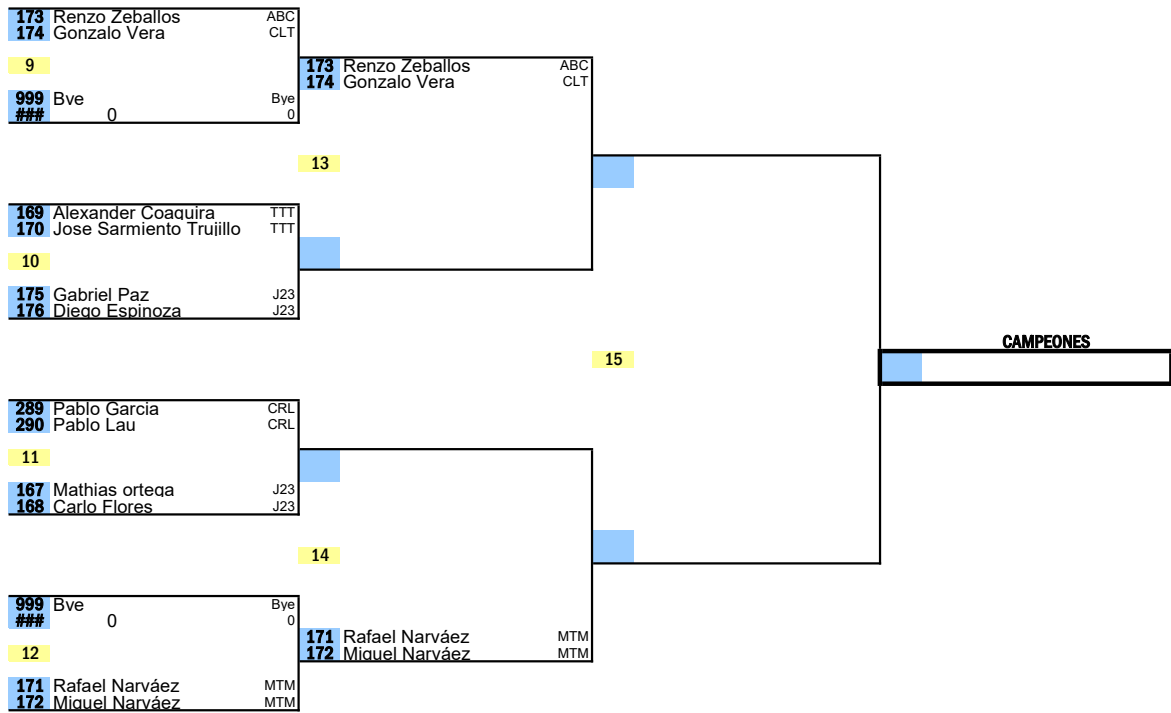 173 Renzo Zeballos ABC
174 Gonzalo Vera CLT
9
999 Bye Bye
### 0 0
173 Renzo Zeballos ABC
174 Gonzalo Vera CLT
13
169 Alexander Coaquira TTT
170 Jose Sarmiento Trujillo TTT
10
175 Gabriel Paz J23
176 Diego Espinoza J23
15
CAMPEONES
289 Pablo Garcia CRL
290 Pablo Lau CRL
11
167 Mathias ortega J23
168 Carlo Flores J23
14
999 Bye Bye
### 0 0
12
171 Rafael Narváez MTM
172 Miguel Narváez MTM
171 Rafael Narváez MTM
172 Miguel Narváez MTM